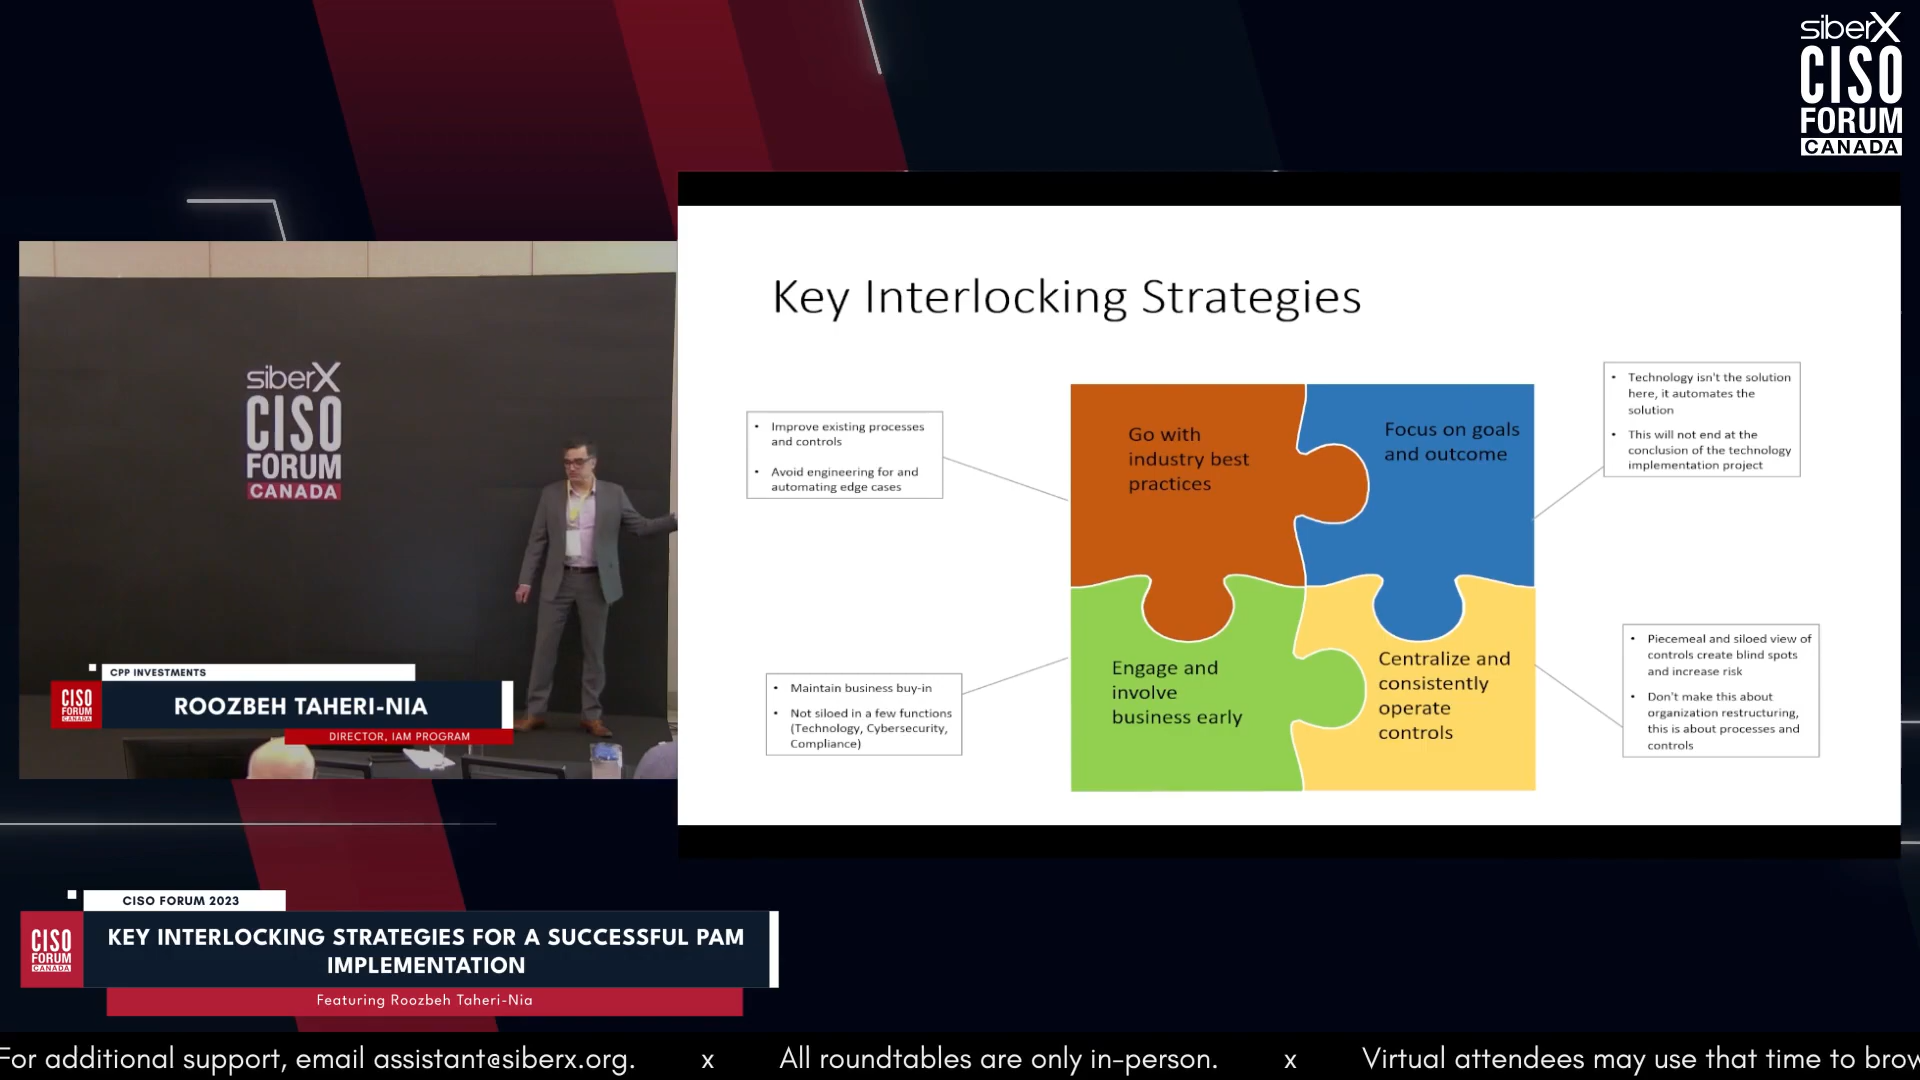 siberX
CISO
FORUM
CANADA
Key Interlocking Strategies
• Improve existing processes
and controls
• Avoid engineering for and
automating edge cases
Go with
industry best
practices
Focus on goals
and outcome
• Technology isn't the solution
here, it automates the
solution
• This will not end at the
conclusion of the technology
implementation project
• Maintain business buy-in
• Not siloed in a few functions
(Technology, Cybersecurity,
Compliance)
Engage and
involve
business early
Centralize and
consistently
operate
controls
• Piecemeal and siloed view of
controls create blind spots
and increase risk
• Don't make this about
organization restructuring,
this is about processes and
controls
siberX
CISO
FORUM
CANADA
CPP INVESTMENTS
CISO
FORUM
CANADA
ROOZBEH TAHERI-NIA
DIRECTOR, IAM PROGRAM
CISO FORUM 2023
CISO
FORUM
CANADA
KEY INTERLOCKING STRATEGIES FOR A SUCCESSFUL PAM
IMPLEMENTATION
Featuring Roozbeh Taheri-Nia
For additional support, email assistant@siberx.org. x All roundtables are only in-person. x Virtual attendees may use that time to brow